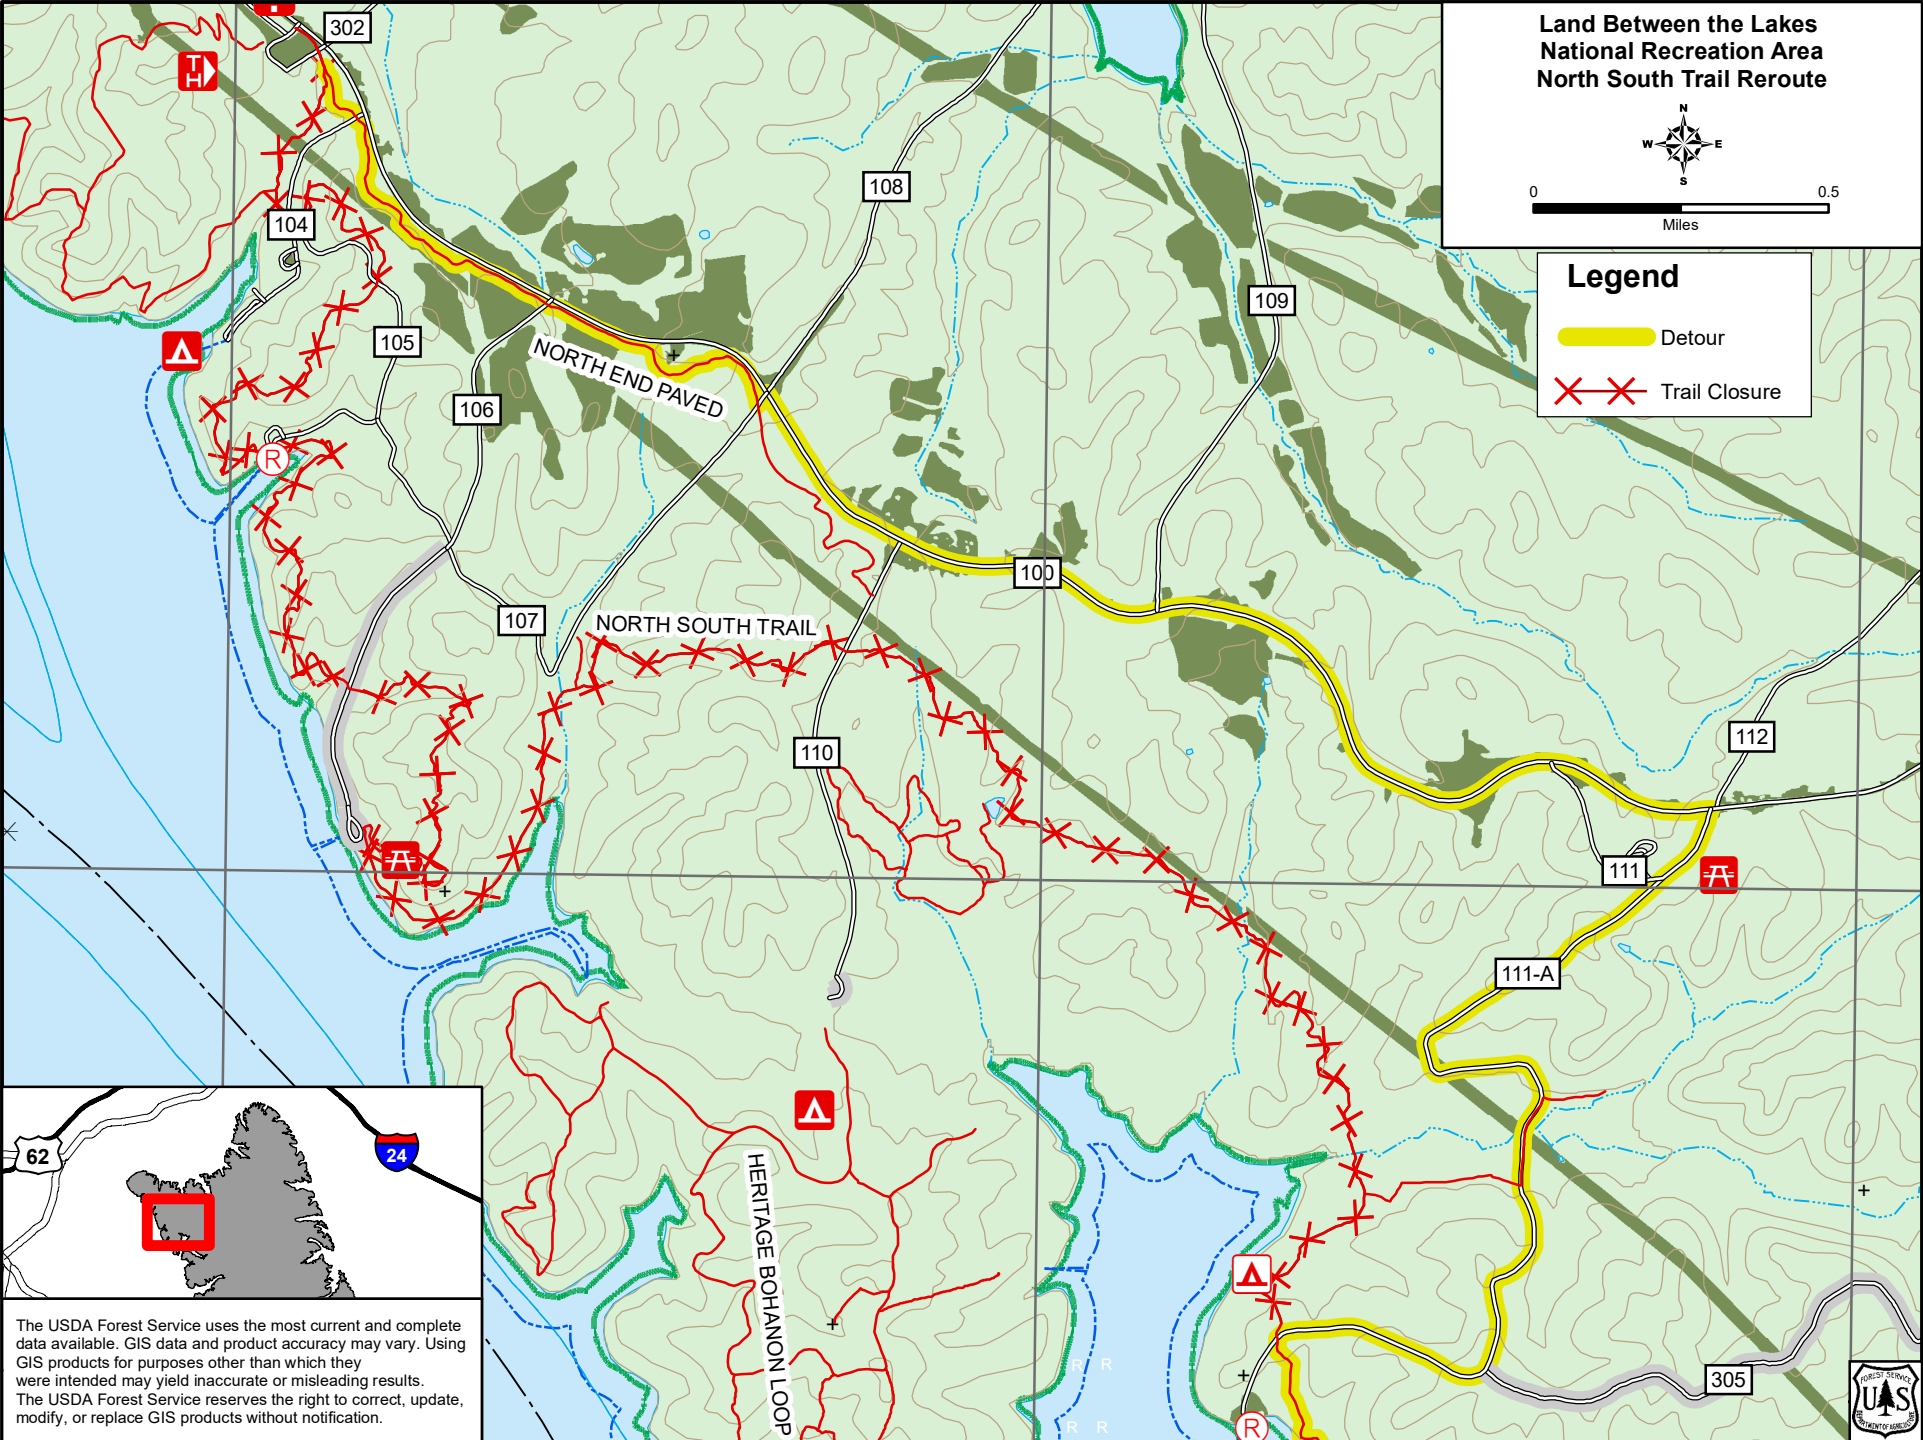 Land Between the Lakes
National Recreation Area
North South Trail Reroute
N
W E
S
0 0.5
Miles
Legend
Detour
Trail Closure
302
T
H
104
105
106
107
108
109
NORTH END PAVED
NORTH SOUTH TRAIL
100
110
112
111
111-A
305
R
R
R R
R R
HERITAGE BOHANON LOOP
62
24
The USDA Forest Service uses the most current and complete
data available. GIS data and product accuracy may vary. Using
GIS products for purposes other than which they
were intended may yield inaccurate or misleading results.
The USDA Forest Service reserves the right to correct, update,
modify, or replace GIS products without notification.
FOREST SERVICE
U S
DEPARTMENT OF AGRICULTURE